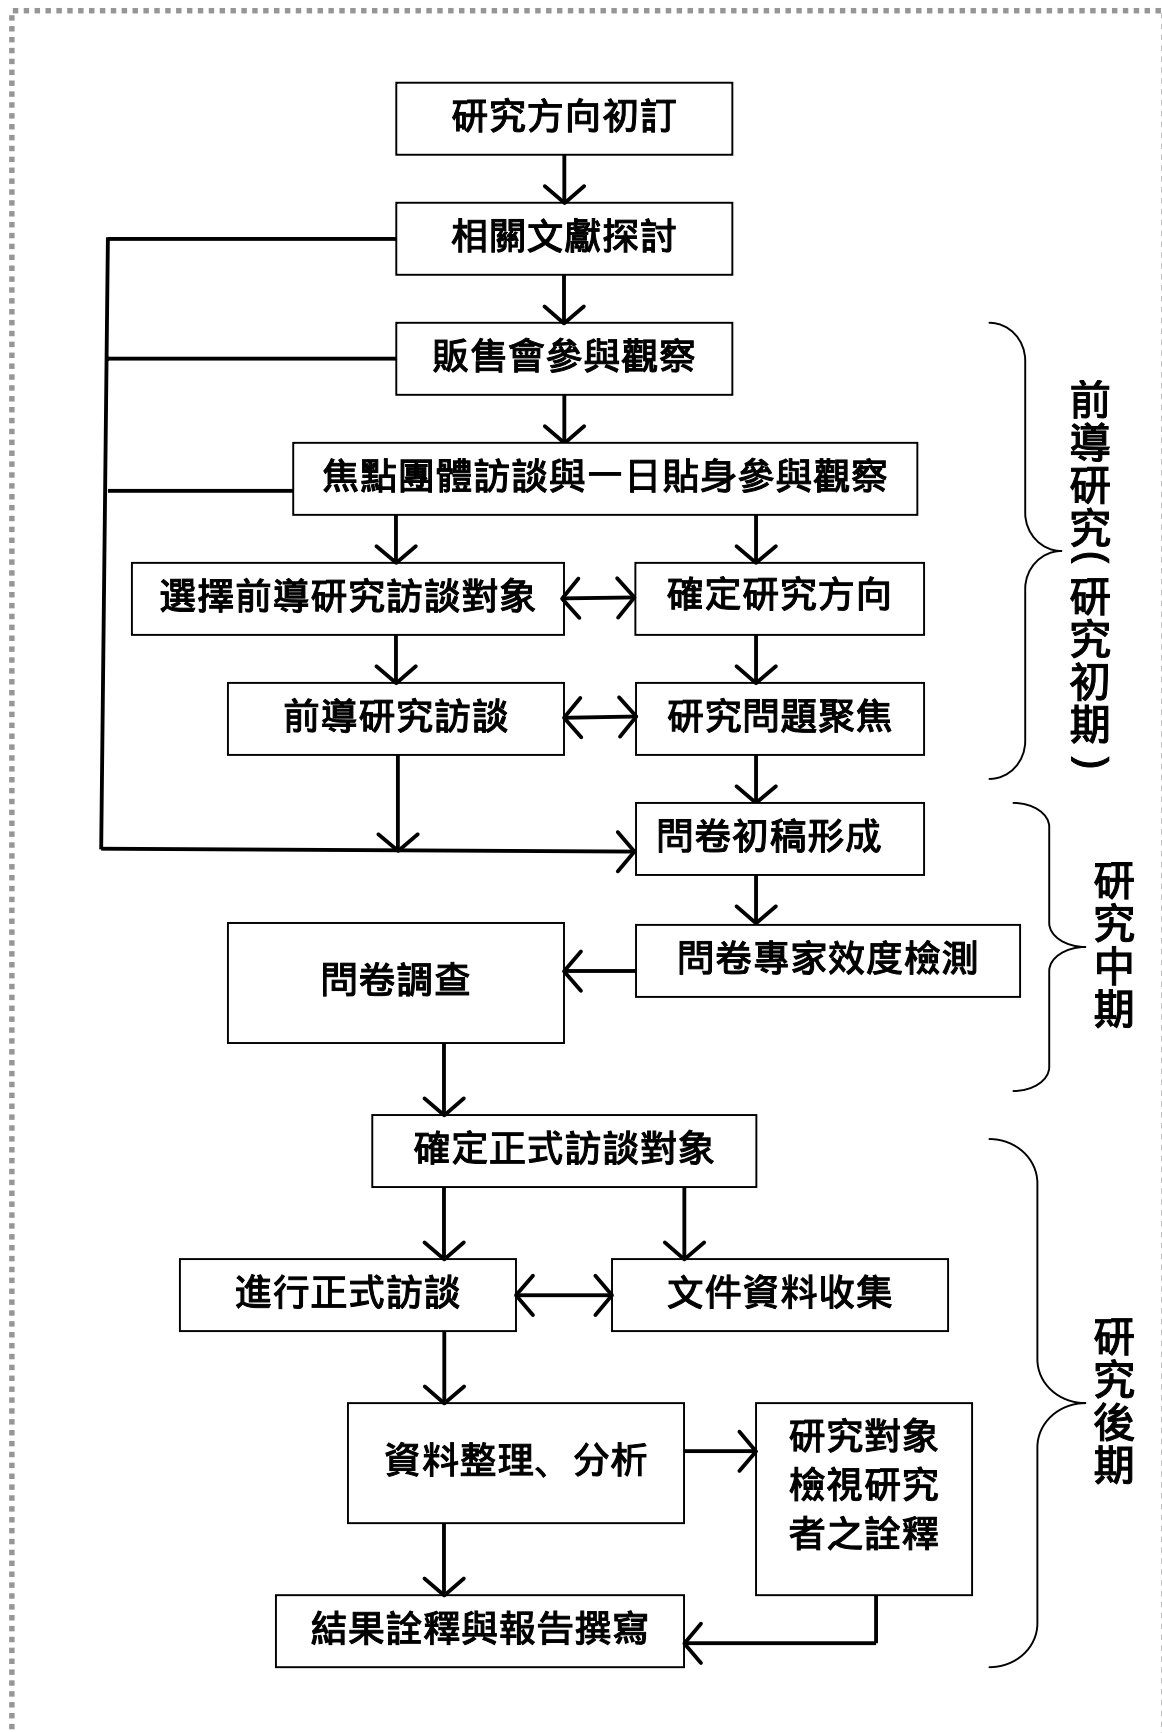 研究方向初訂
相關文獻探討
販售會參與觀察
焦點團體訪談與一日貼身參與觀察
選擇前導研究訪談對象
確定研究方向
前導研究訪談
研究問題聚焦
前導研究(研究初期)
問卷初稿形成
問卷專家效度檢測
問卷調查
研究中期
確定正式訪談對象
進行正式訪談
文件資料收集
資料整理、分析
研究對象
檢視研究
者之詮釋
結果詮釋與報告撰寫
研究後期